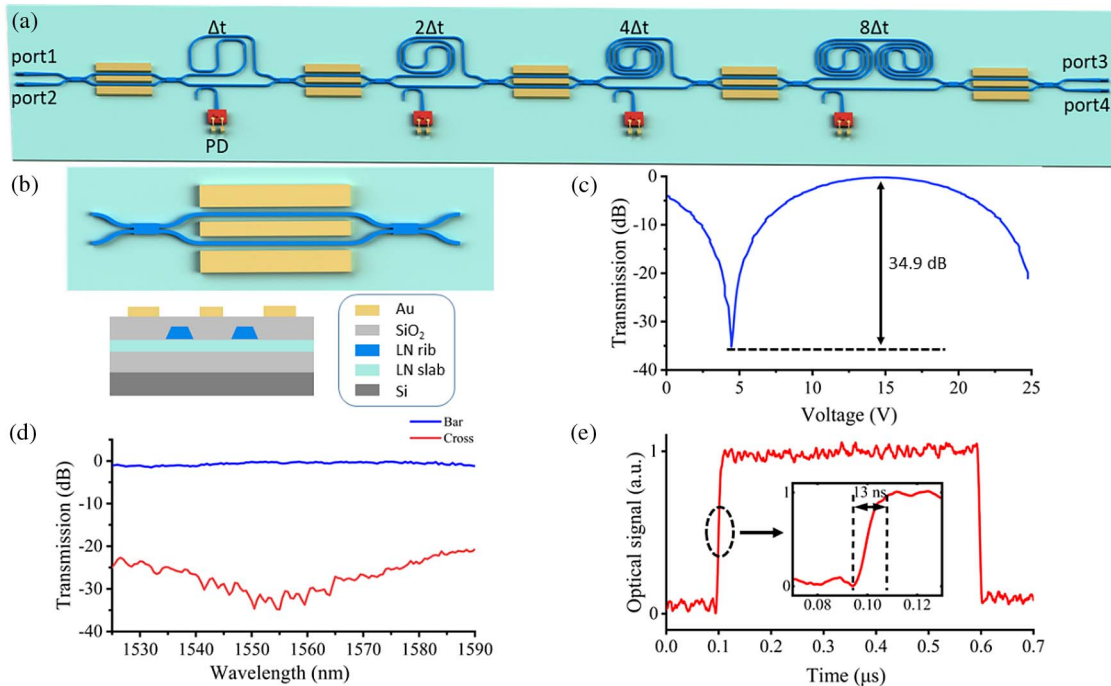 (a)
Δt
2Δt
4Δt
8Δt
port1
port2
PD
port3
port4
(b)
Au
SiO₂
LN rib
LN slab
Si
(c)
Transmission (dB)
0
-10
-20
-30
-40
34.9 dB
0
5
10
15
20
25
Voltage (V)
(d)
Bar
Cross
Transmission (dB)
0
-10
-20
-30
-40
1530
1540
1550
1560
1570
1580
1590
Wavelength (nm)
(e)
Optical signal (a.u.)
1
0
1
0
13 ns
0.08
0.10
0.12
0.0
0.1
0.2
0.3
0.4
0.5
0.6
0.7
Time (μs)